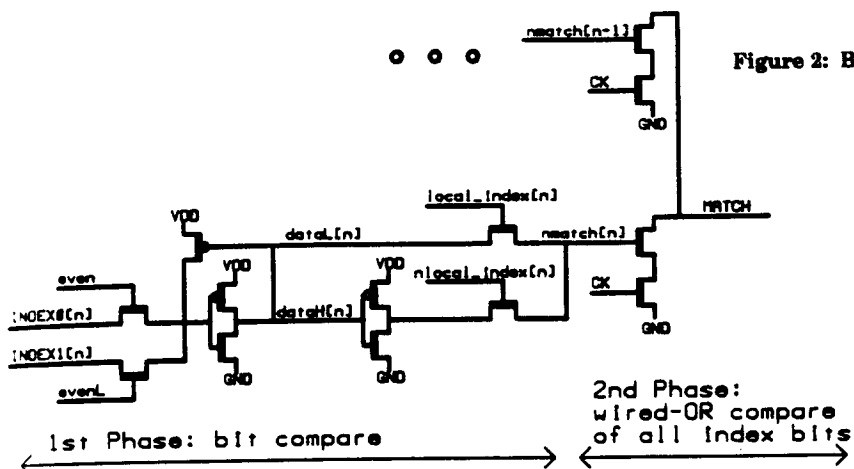 nmatch[n-1]
Figure 2: B
CK
GND
local_index[n]
MATCH
VDD
dataL[n]
nmatch[n]
even
VDD
VDD
nlocal_index[n]
INDEX0[n]
dataH[n]
CK
INDEX1[n]
GND
GND
GND
evenL
1st Phase: bit compare
2nd Phase:
wired-OR compare
of all index bits